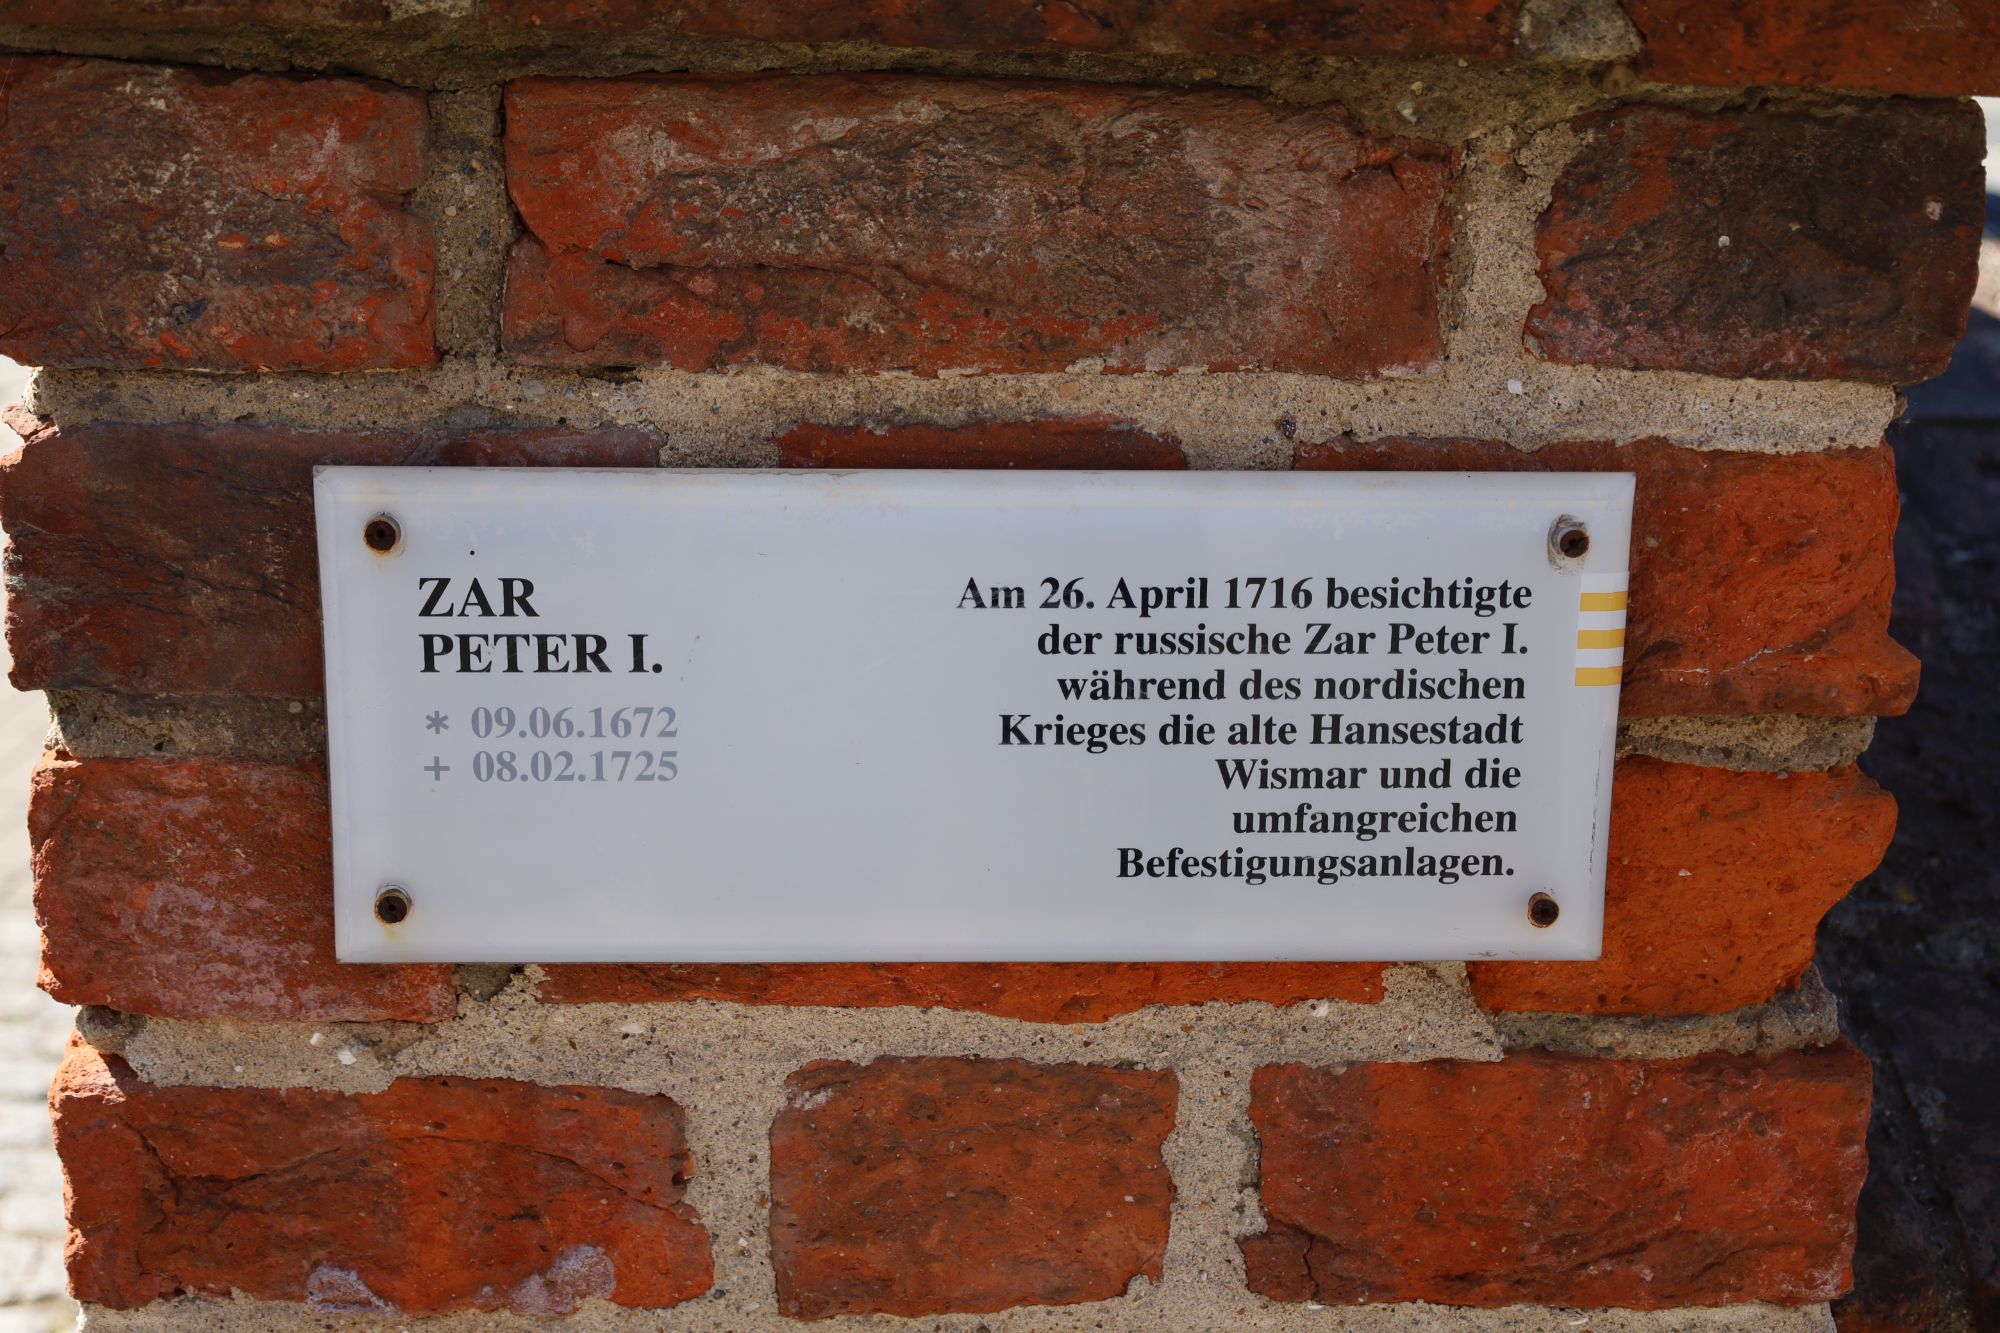 ZAR
PETER I.
* 09.06.1672
+ 08.02.1725
Am 26. April 1716 besichtigte
der russische Zar Peter I.
während des nordischen
Krieges die alte Hansestadt
Wismar und die
umfangreichen
Befestigungsanlagen.